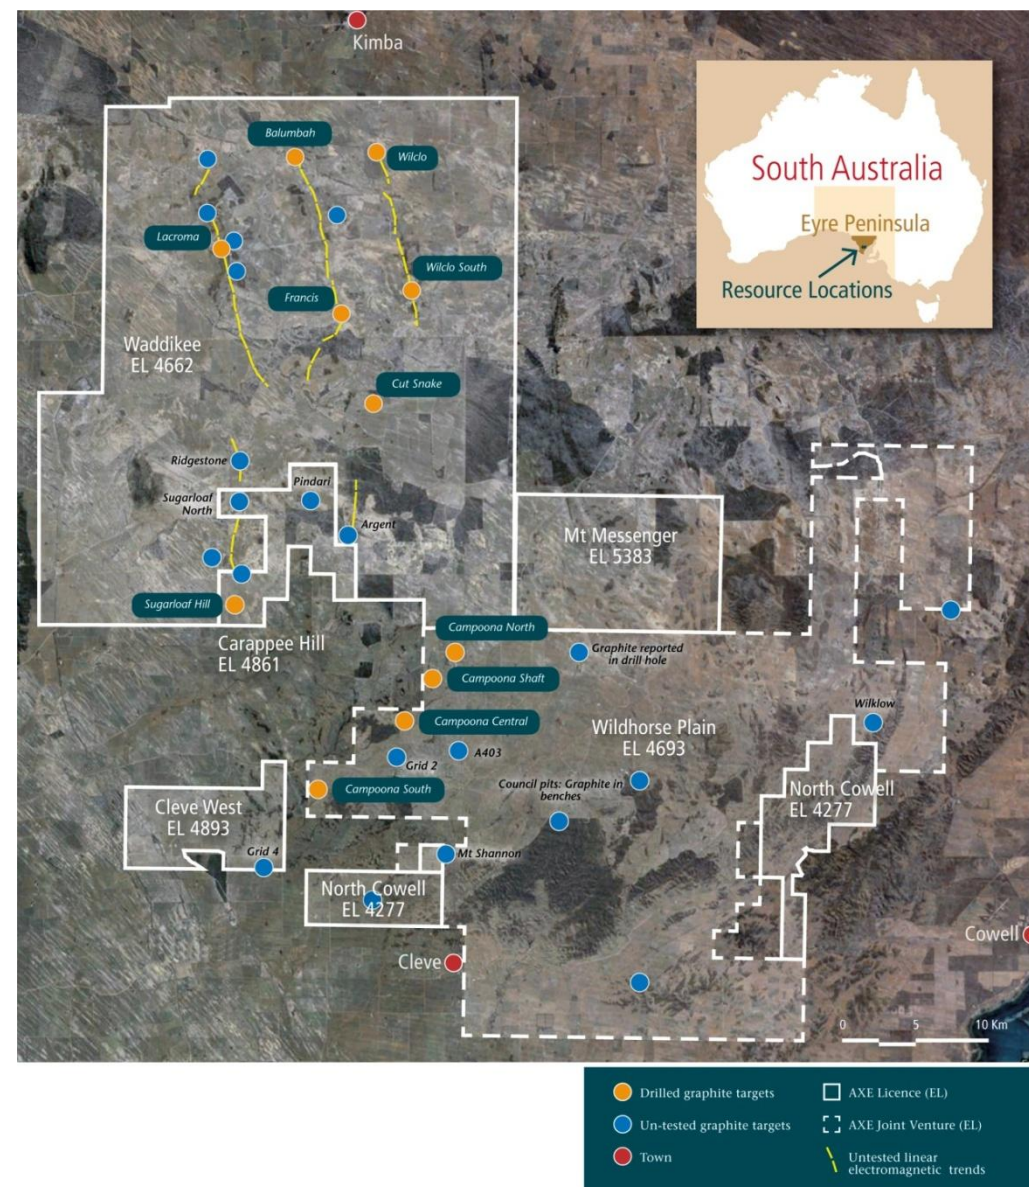 Kimba
South Australia
Eyre Peninsula
Resource Locations
Balumbah
Wilclo
Lacroma
Wilclo South
Francis
Waddikee
EL 4662
Cut Snake
Ridgestone
Sugarloaf
North
Pindari
Argent
Mt Messenger
EL 5383
Sugarloaf Hill
Carappee Hill
EL 4861
Campoona North
Graphite reported
in drill hole
Campoona Shaft
Campoona Central
Wildhorse Plain
EL 4693
Wilklow
A403
Grid 2
Campoona South
Council pits: Graphite in
benches
North Cowell
EL 4277
Cleve West
EL 4893
Grid 4
Mt Shannon
North Cowell
EL 4277
Cleve
Cowell
0 5 10 Km
Drilled graphite targets
Un-tested graphite targets
Town
AXE Licence (EL)
AXE Joint Venture (EL)
Untested linear
electromagnetic trends